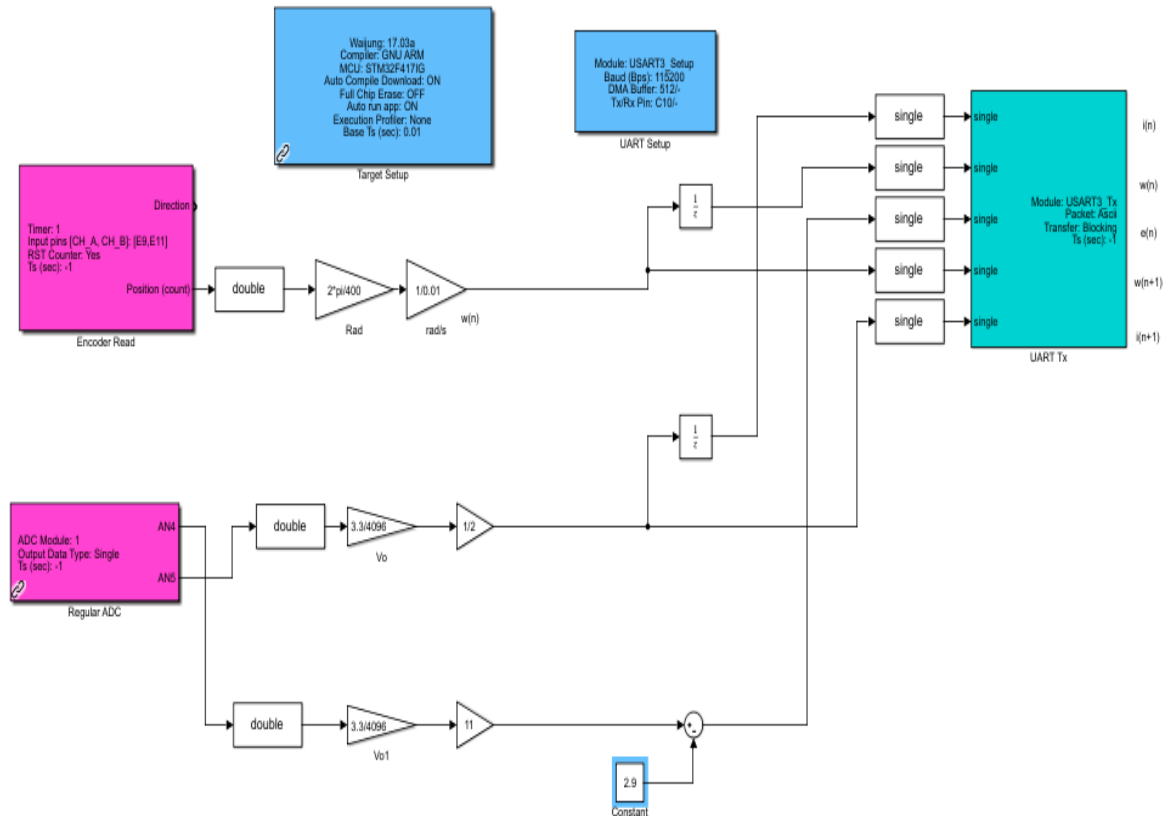 Waijung: 17.03a
Compiler: GNU ARM
MCU: STM32F417IG
Auto Compile Download: ON
Full Chip Erase: OFF
Auto run app: ON
Execution Profiler: None
Base Ts (sec): 0.01
Target Setup
Module: USART3_Setup
Baud (Bps): 115200
DMA Buffer: 512/-
Tx/Rx Pin: C10/-
UART Setup
Direction
Timer: 1
Input pins [CH_A, CH_B]: [E9,E11]
RST Counter: Yes
Ts (sec): -1
Position (count)
Encoder Read
double
2*pi/400
Rad
1/0.01
rad/s
w(n)
1
z
single
single
single
single
single
single
single
single
single
single
Module: USART3_Tx
Packet: Ascii
Transfer: Blocking
Ts (sec): -1
UART Tx
i(n)
w(n)
e(n)
w(n+1)
i(n+1)
1
z
AN4
ADC Module: 1
Output Data Type: Single
Ts (sec): -1
AN5
Regular ADC
double
3.3/4096
Vo
1/2
double
3.3/4096
Vo1
11
+
-
2.9
Constant